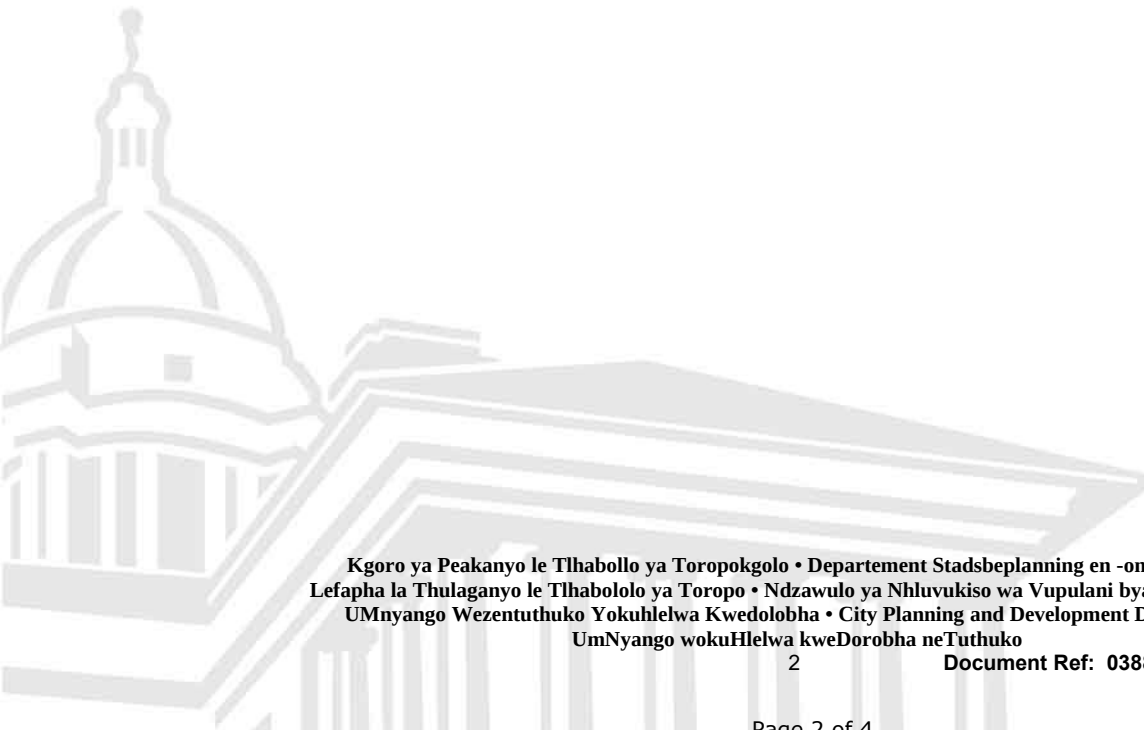 Kgoro ya Peakanyo le Tlhabollo ya Toropokgolo • Departement Stadsbeplanning en
Lefapha la Thulaganyo le Tlhabololo ya Toropo • Ndzawulo ya Nhluvukiso wa Vupulani
UMnyango Wezentuthuko Yokuhlelwa Kwedolobha • City Planning and Development
UmNyango wokuHlelwa kweDorobha neTuthuko
2 Document Ref:
Page 2 of 4